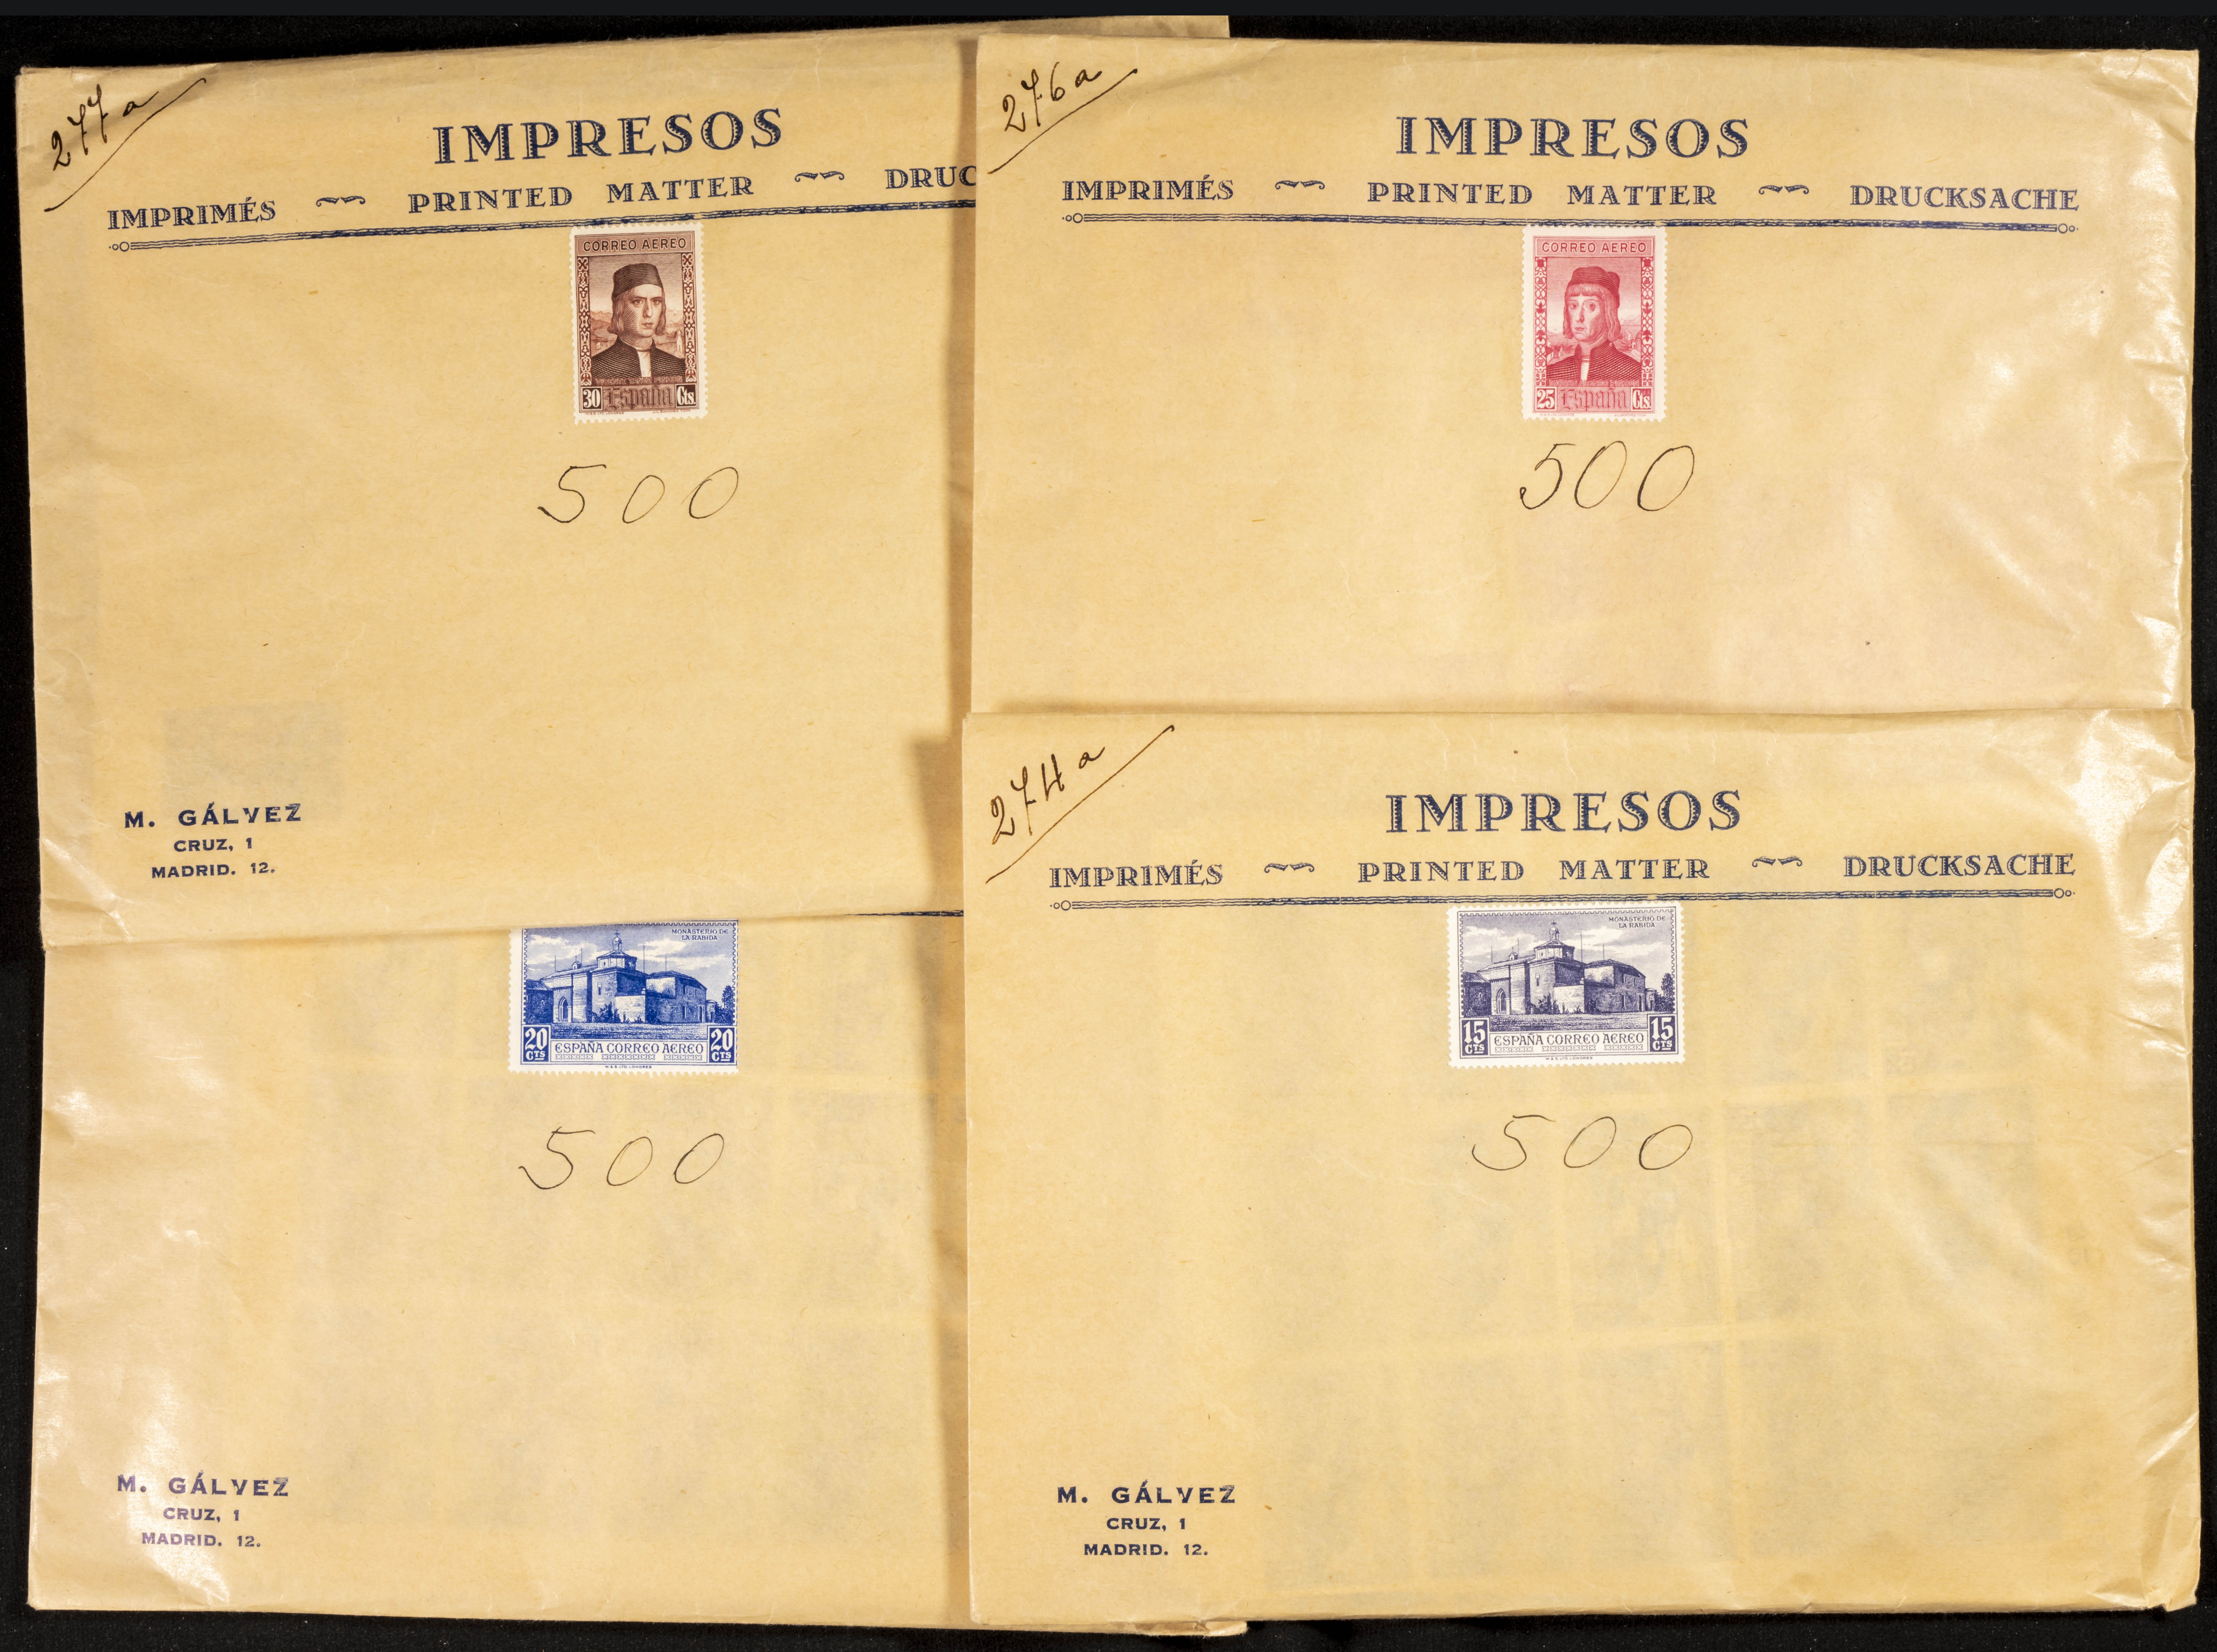 277a
IMPRESOS
IMPRIMÉS PRINTED MATTER DRUC
CORREO AEREO
30 España Cts.
500
M. GÁLVEZ
CRUZ, 1
MADRID. 12.
276a
IMPRESOS
IMPRIMÉS PRINTED MATTER DRUCKSACHE
CORREO AEREO
25 España Cts.
500
MONASTERIO DE
LA RABIDA
20 CTS ESPAÑA CORREO AEREO 20 CTS
500
M. GÁLVEZ
CRUZ, 1
MADRID. 12.
274a
IMPRESOS
IMPRIMÉS PRINTED MATTER DRUCKSACHE
MONASTERIO DE
LA RABIDA
15 CTS ESPAÑA CORREO AEREO 15 CTS
500
M. GÁLVEZ
CRUZ, 1
MADRID. 12.